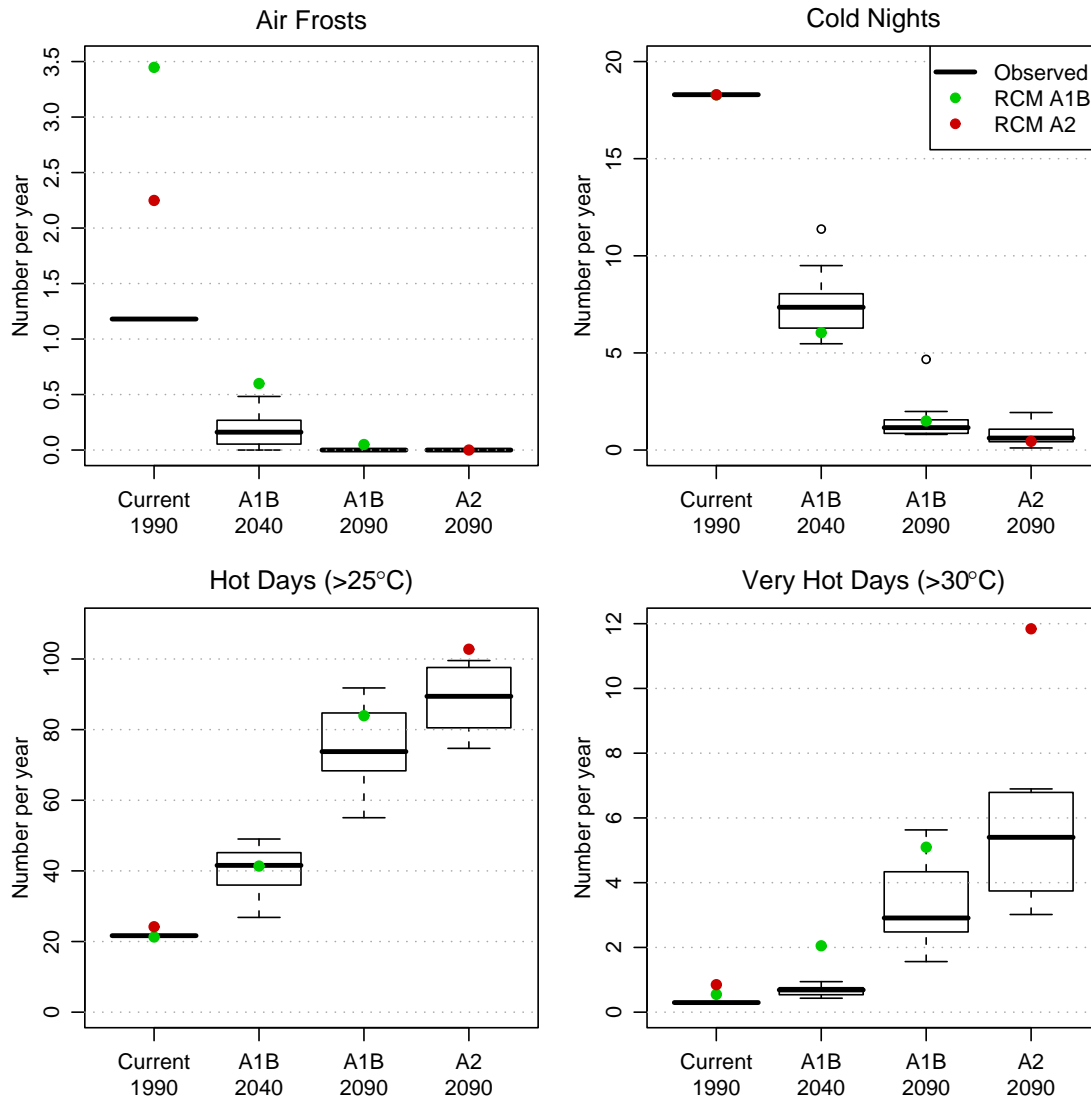 Air Frosts
Number per year
3.5
3.0
2.5
2.0
1.5
1.0
0.5
0.0
Current
1990
A1B
2040
A1B
2090
A2
2090
Cold Nights
Number per year
20
15
10
5
0
Observed
RCM A1B
RCM A2
Current
1990
A1B
2040
A1B
2090
A2
2090
Hot Days (>25°C)
Number per year
100
80
60
40
20
0
Current
1990
A1B
2040
A1B
2090
A2
2090
Very Hot Days (>30°C)
Number per year
12
10
8
6
4
2
0
Current
1990
A1B
2040
A1B
2090
A2
2090